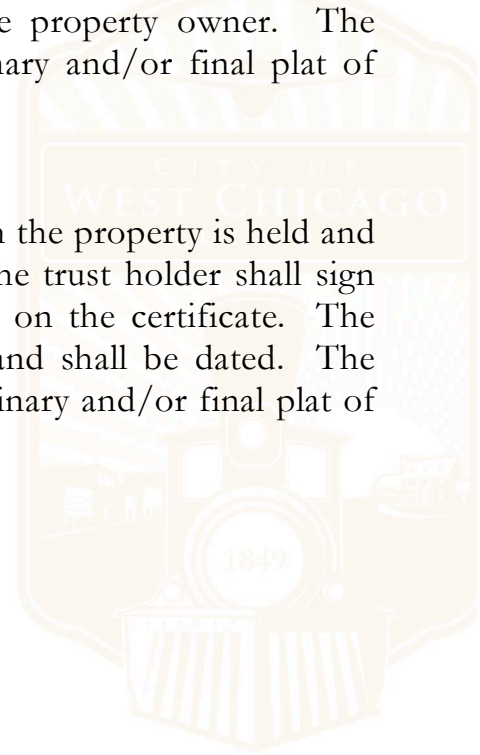 e property owner. The
nary and/or final plat of
CITY OF
WEST CHICAGO
n the property is held and
ne trust holder shall sign
on the certificate. The
and shall be dated. The
inary and/or final plat of
1849